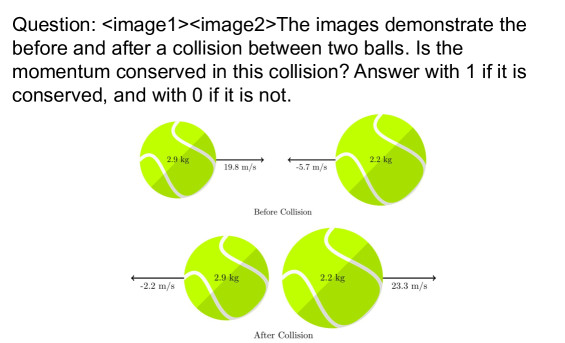 Question: <image1><image2>The images demonstrate the
before and after a collision between two balls. Is the
momentum conserved in this collision? Answer with 1 if it is
conserved, and with 0 if it is not.
2.9 kg
19.8 m/s
-5.7 m/s
2.2 kg
Before Collision
-2.2 m/s
2.9 kg
2.2 kg
23.3 m/s
After Collision